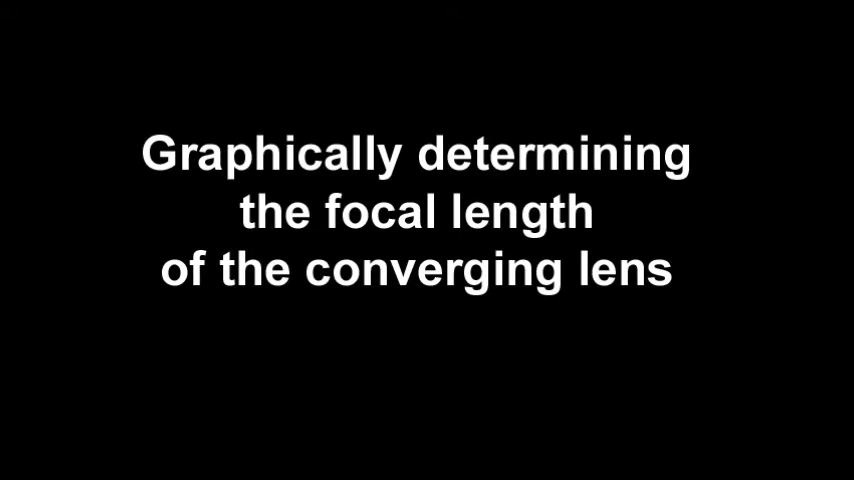 Graphically determining
the focal length
of the converging lens